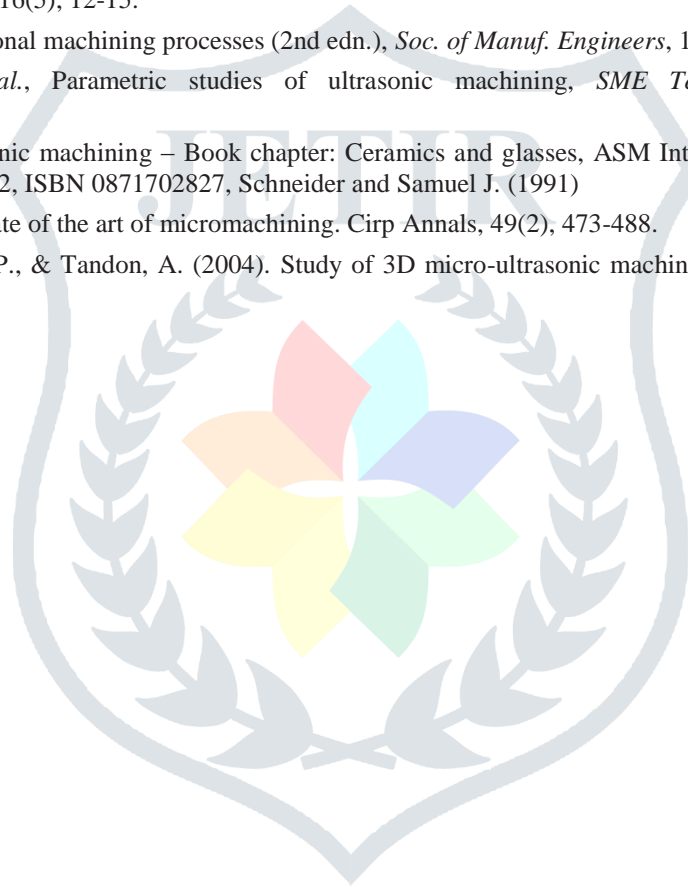 16(5), 12-15.
onal machining processes (2nd edn.), Soc. of Manuf. Engineers, 1
al., Parametric studies of ultrasonic machining, SME Te
nic machining – Book chapter: Ceramics and glasses, ASM Int
2, ISBN 0871702827, Schneider and Samuel J. (1991)
ate of the art of micromachining. Cirp Annals, 49(2), 473-488.
P., & Tandon, A. (2004). Study of 3D micro-ultrasonic machin
JETIR